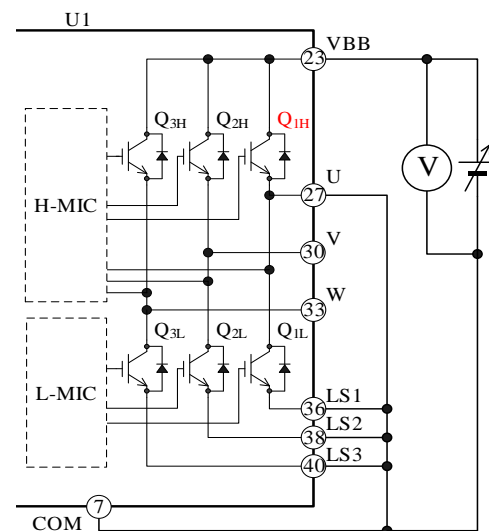 U1
VBB
23
Q3H
Q2H
Q1H
V
U
27
H-MIC
V
30
W
33
Q3L
Q2L
Q1L
L-MIC
LS1
36
LS2
38
LS3
40
7
COM